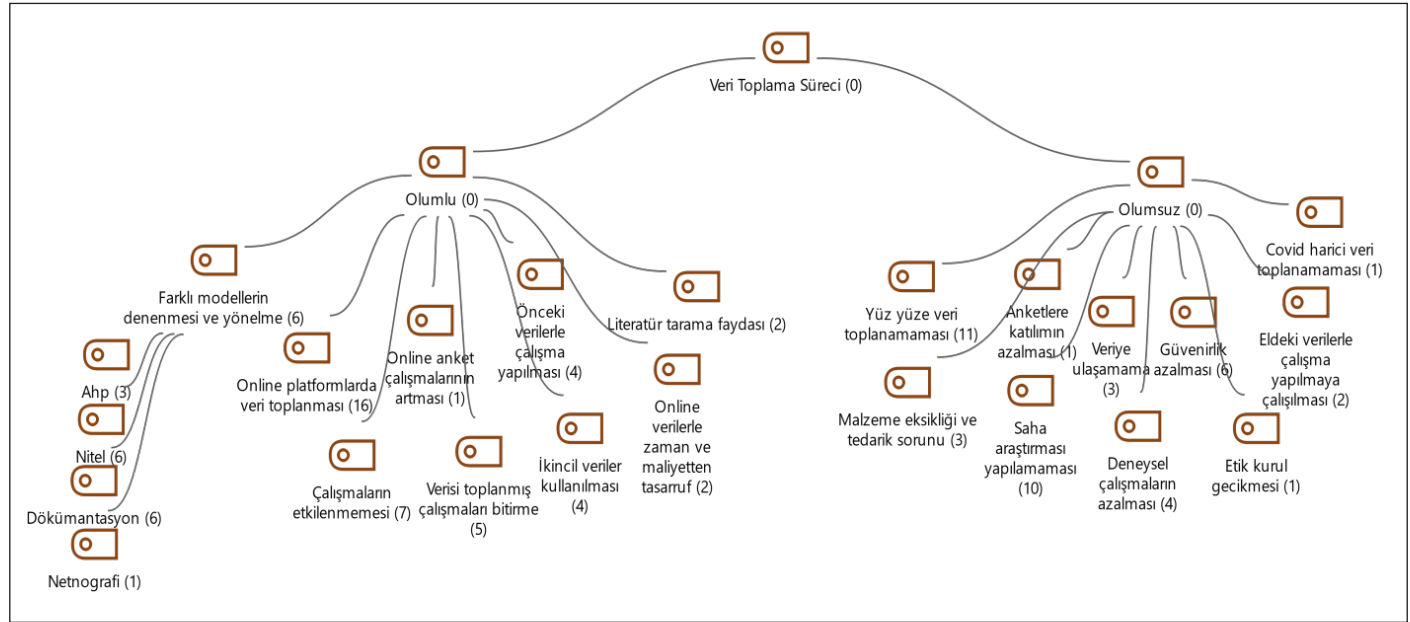 Veri Toplama Süreci (0)
Olumlu (0)
Farklı modellerin
denenmesi ve yönelme (6)
Ahp (3)
Nitel (6)
Dökümantasyon (6)
Netnografi (1)
Online platformlarda
veri toplanması (16)
Çalışmaların
etkilenmemesi (7)
Online anket
çalışmalarının
artması (1)
Verisi toplanmış
çalışmaları bitirme
(5)
Önceki
verilerle
çalışma
yapılması (4)
İkincil veriler
kullanılması
(4)
Literatür tarama faydası (2)
Online
verilerle
zaman ve
maliyetten
tasarruf (2)
Olumsuz (0)
Yüz yüze veri
toplanamaması (11)
Malzeme eksikliği ve
tedarik sorunu (3)
Anketlere
katılımın
azalması (1)
Saha
araştırması
yapılamaması
(10)
Veriye
ulaşamama
(3)
Deneysel
çalışmaların
azalması (4)
Güvenirlik
azalması (6)
Etik kurul
gecikmesi (1)
Covid harici veri
toplanamaması (1)
Eldeki verilerle
çalışma
yapılmaya
çalışılması (2)